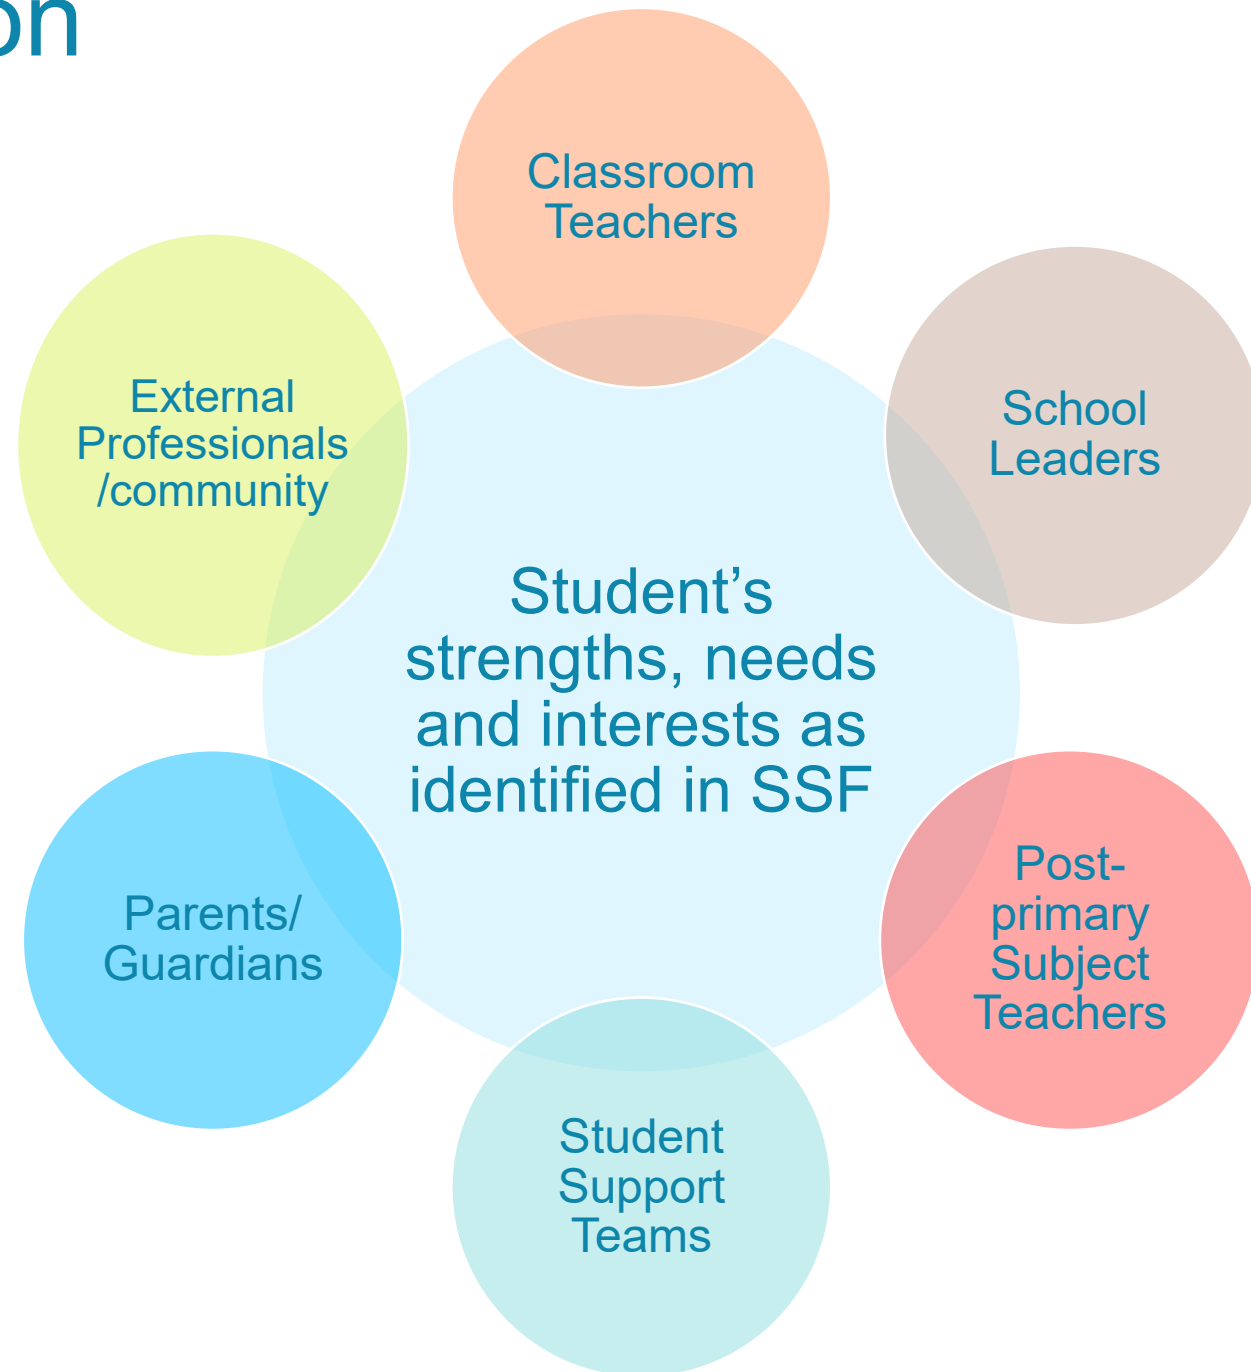 on
Classroom
Teachers
School
Leaders
Post-
primary
Subject
Teachers
Student
Support
Teams
Parents/
Guardians
External
Professionals
/community
Student’s
strengths, needs
and interests as
identified in SSF